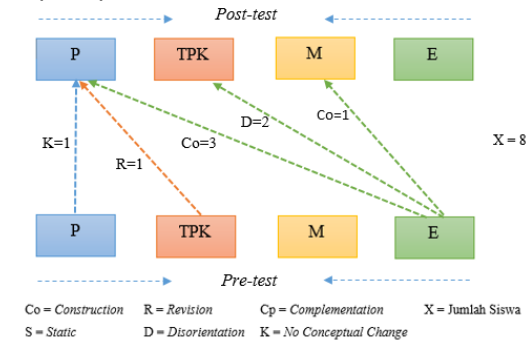 Post-test
P TPK M E
K=1 R=1 Co=3 D=2 Co=1 X = 8
P TPK M E
Pre-test
Co = Construction R = Revision Cp = Complementation X = Jumlah Siswa
S = Static D = Disorientation K = No Conceptual Change